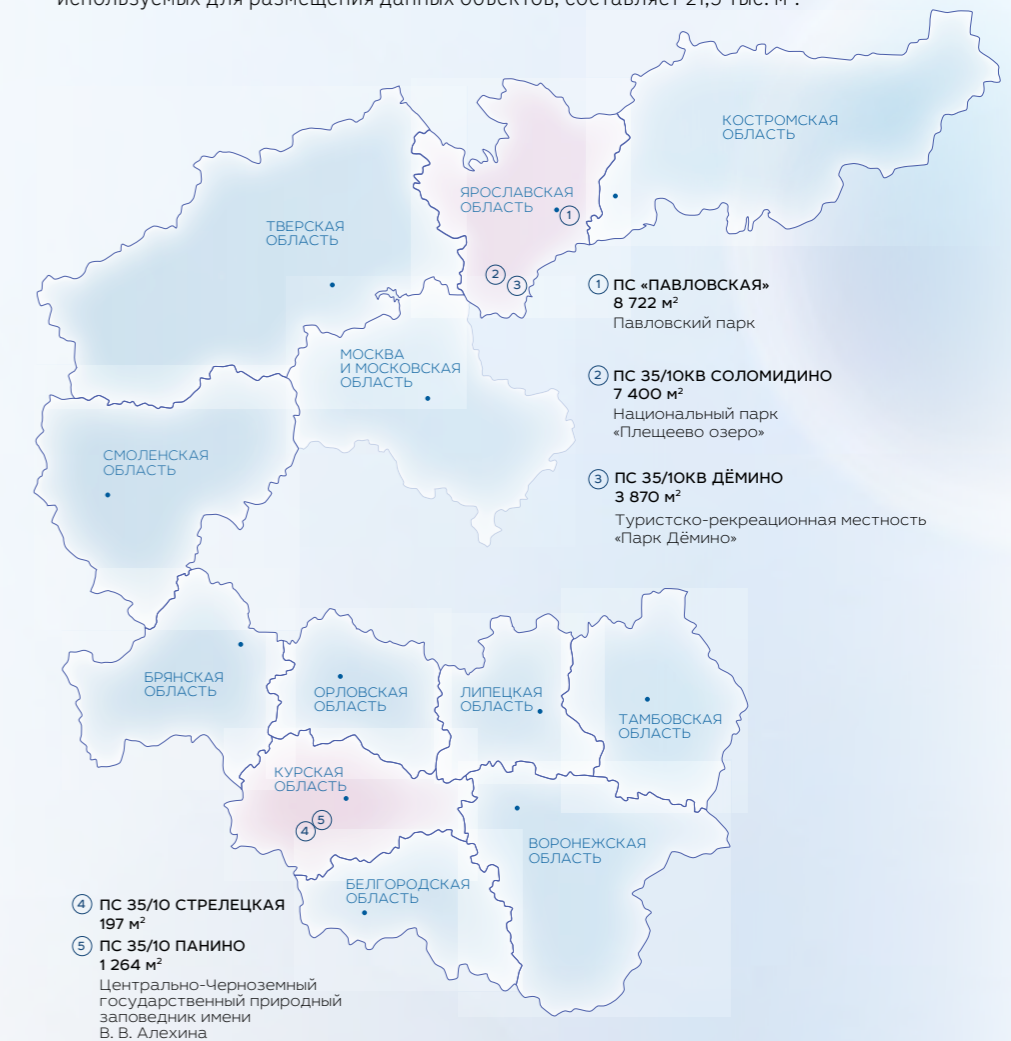 используемых для размещения данных объектов, составляет 21,5 тыс. м².
КОСТРОМСКАЯ
ОБЛАСТЬ
ЯРОСЛАВСКАЯ
ОБЛАСТЬ
1
ТВЕРСКАЯ
ОБЛАСТЬ
2
3
1 ПС «ПАВЛОВСКАЯ»
8 722 м²
Павловский парк
МОСКВА
И МОСКОВСКАЯ
ОБЛАСТЬ
2 ПС 35/10КВ СОЛОМИДИНО
7 400 м²
Национальный парк
«Плещеево озеро»
СМОЛЕНСКАЯ
ОБЛАСТЬ
3 ПС 35/10КВ ДЁМИНО
3 870 м²
Туристско-рекреационная местность
«Парк Дёмино»
БРЯНСКАЯ
ОБЛАСТЬ
ОРЛОВСКАЯ
ОБЛАСТЬ
ЛИПЕЦКАЯ
ОБЛАСТЬ
ТАМБОВСКАЯ
ОБЛАСТЬ
КУРСКАЯ
ОБЛАСТЬ
4
5
ВОРОНЕЖСКАЯ
ОБЛАСТЬ
БЕЛГОРОДСКАЯ
ОБЛАСТЬ
4 ПС 35/10 СТРЕЛЕЦКАЯ
197 м²
5 ПС 35/10 ПАНИНО
1 264 м²
Центрально-Черноземный
государственный природный
заповедник имени
В. В. Алехина